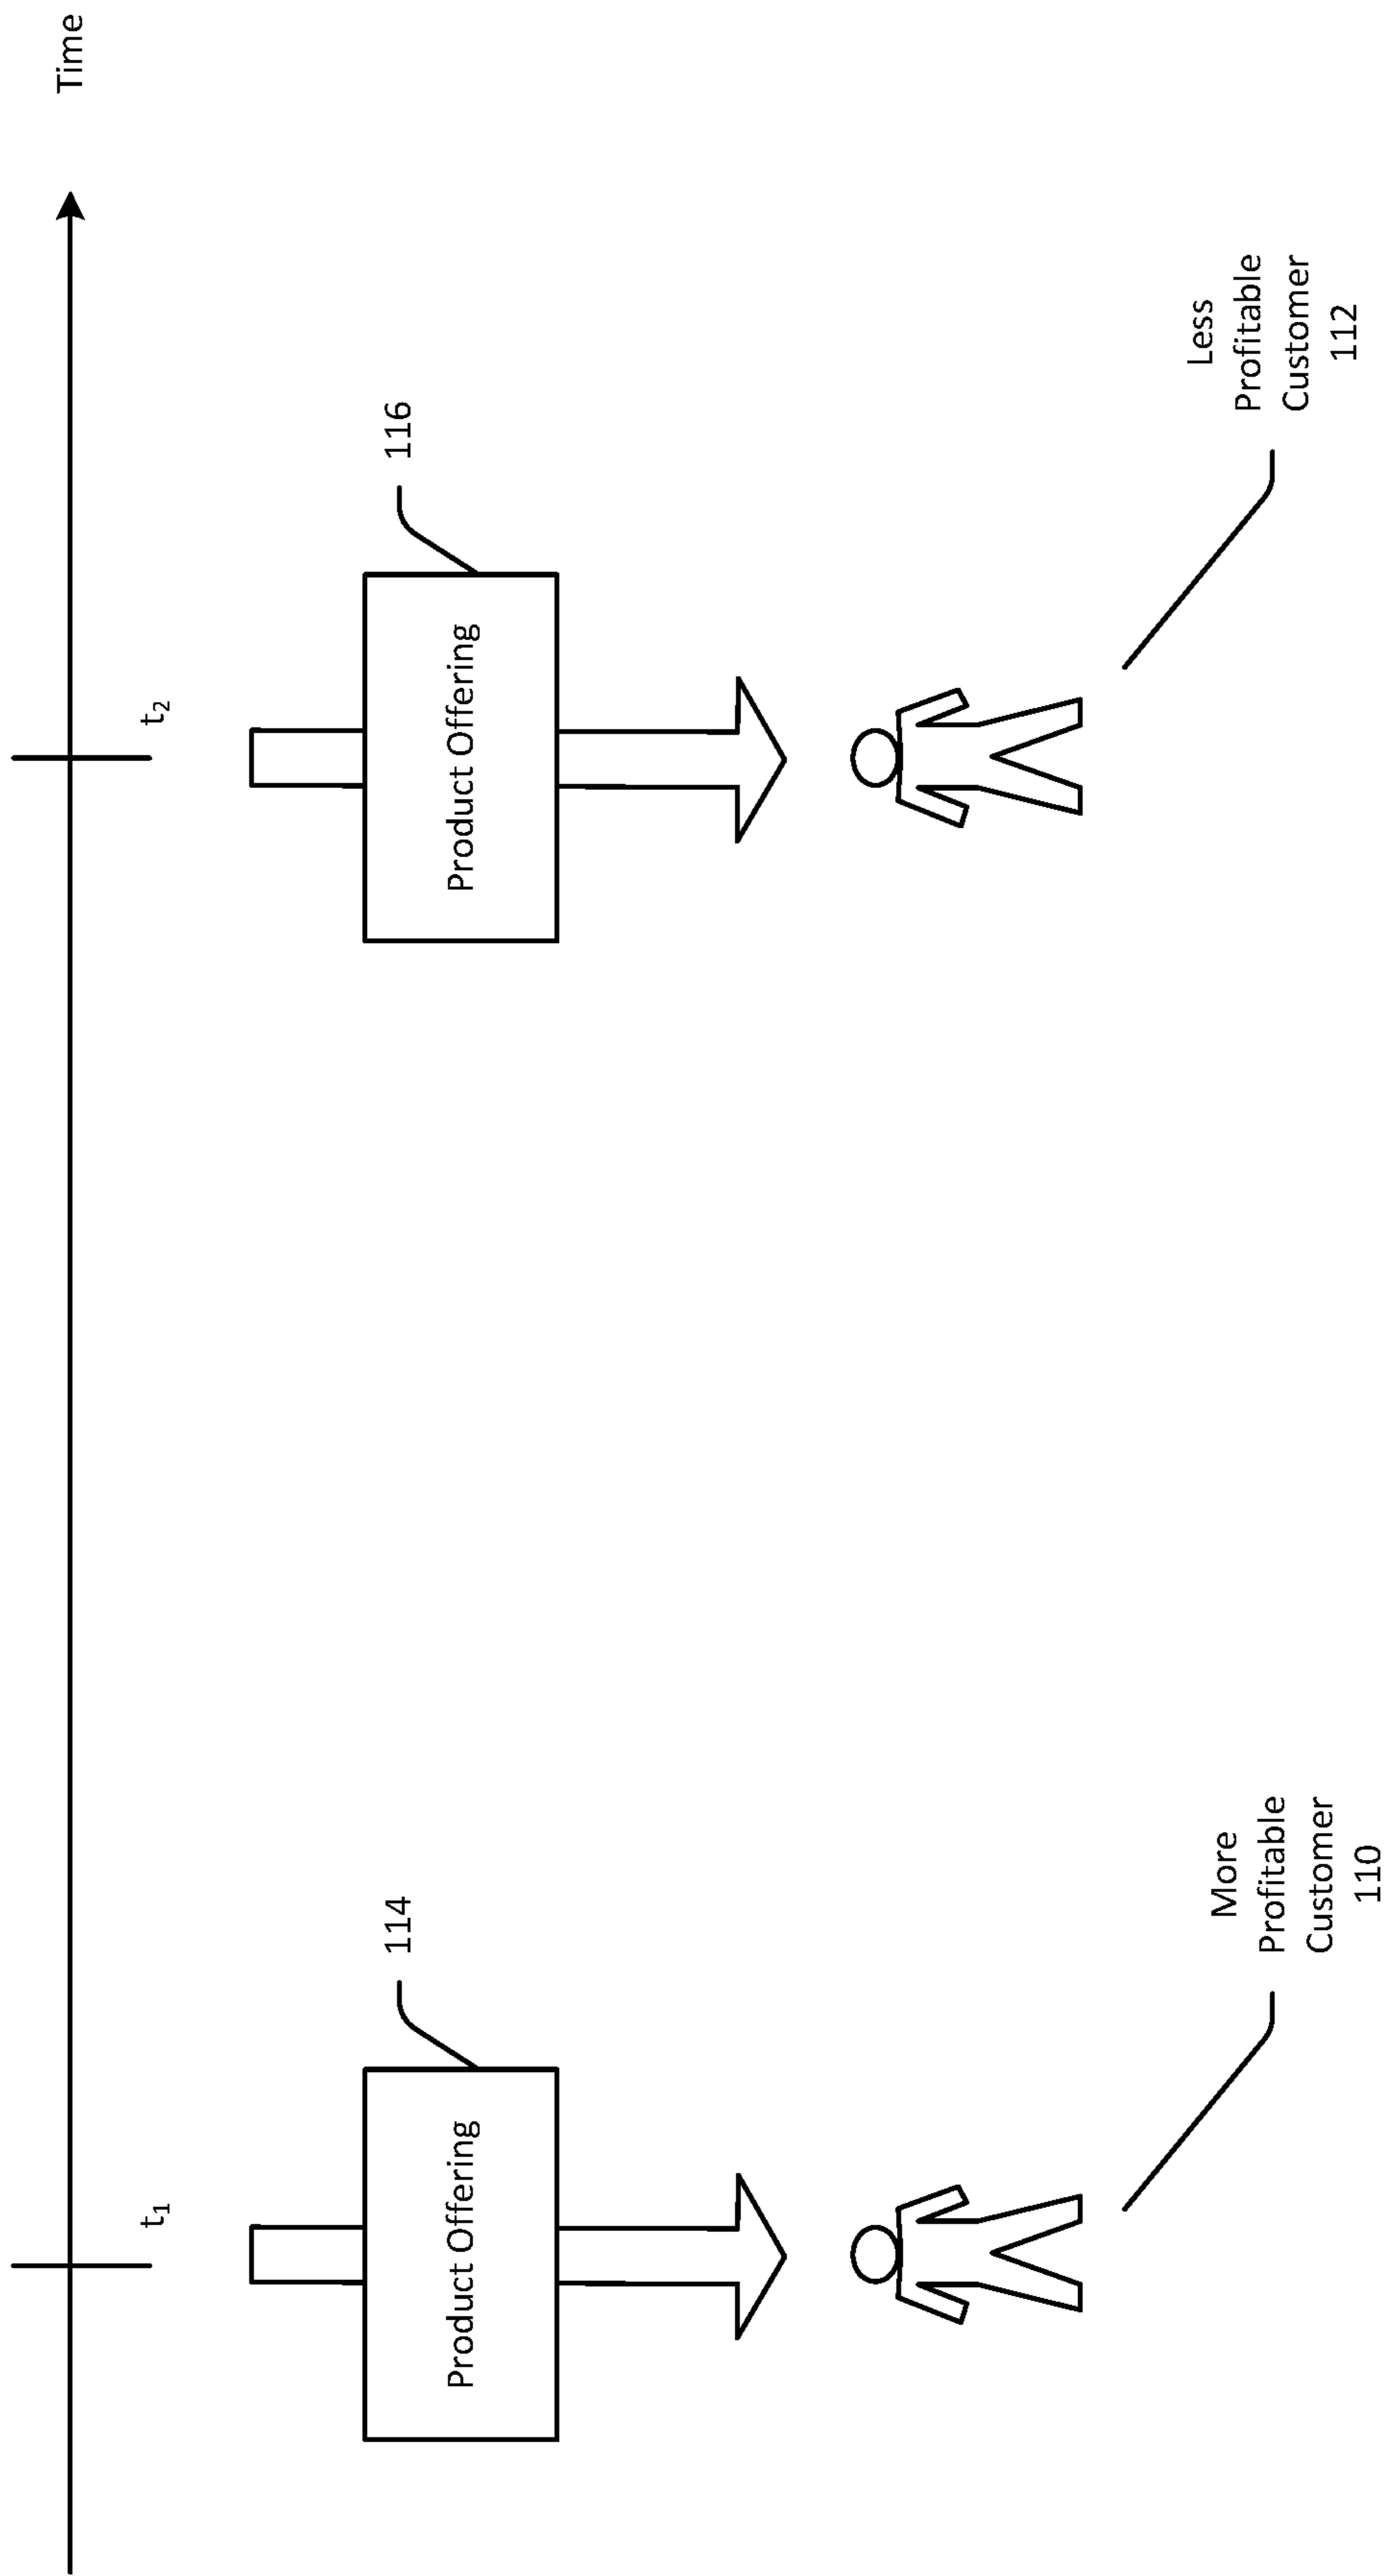 Time
t₁
t₂
114
116
Product Offering
Product Offering
More
Profitable
Customer
110
Less
Profitable
Customer
112